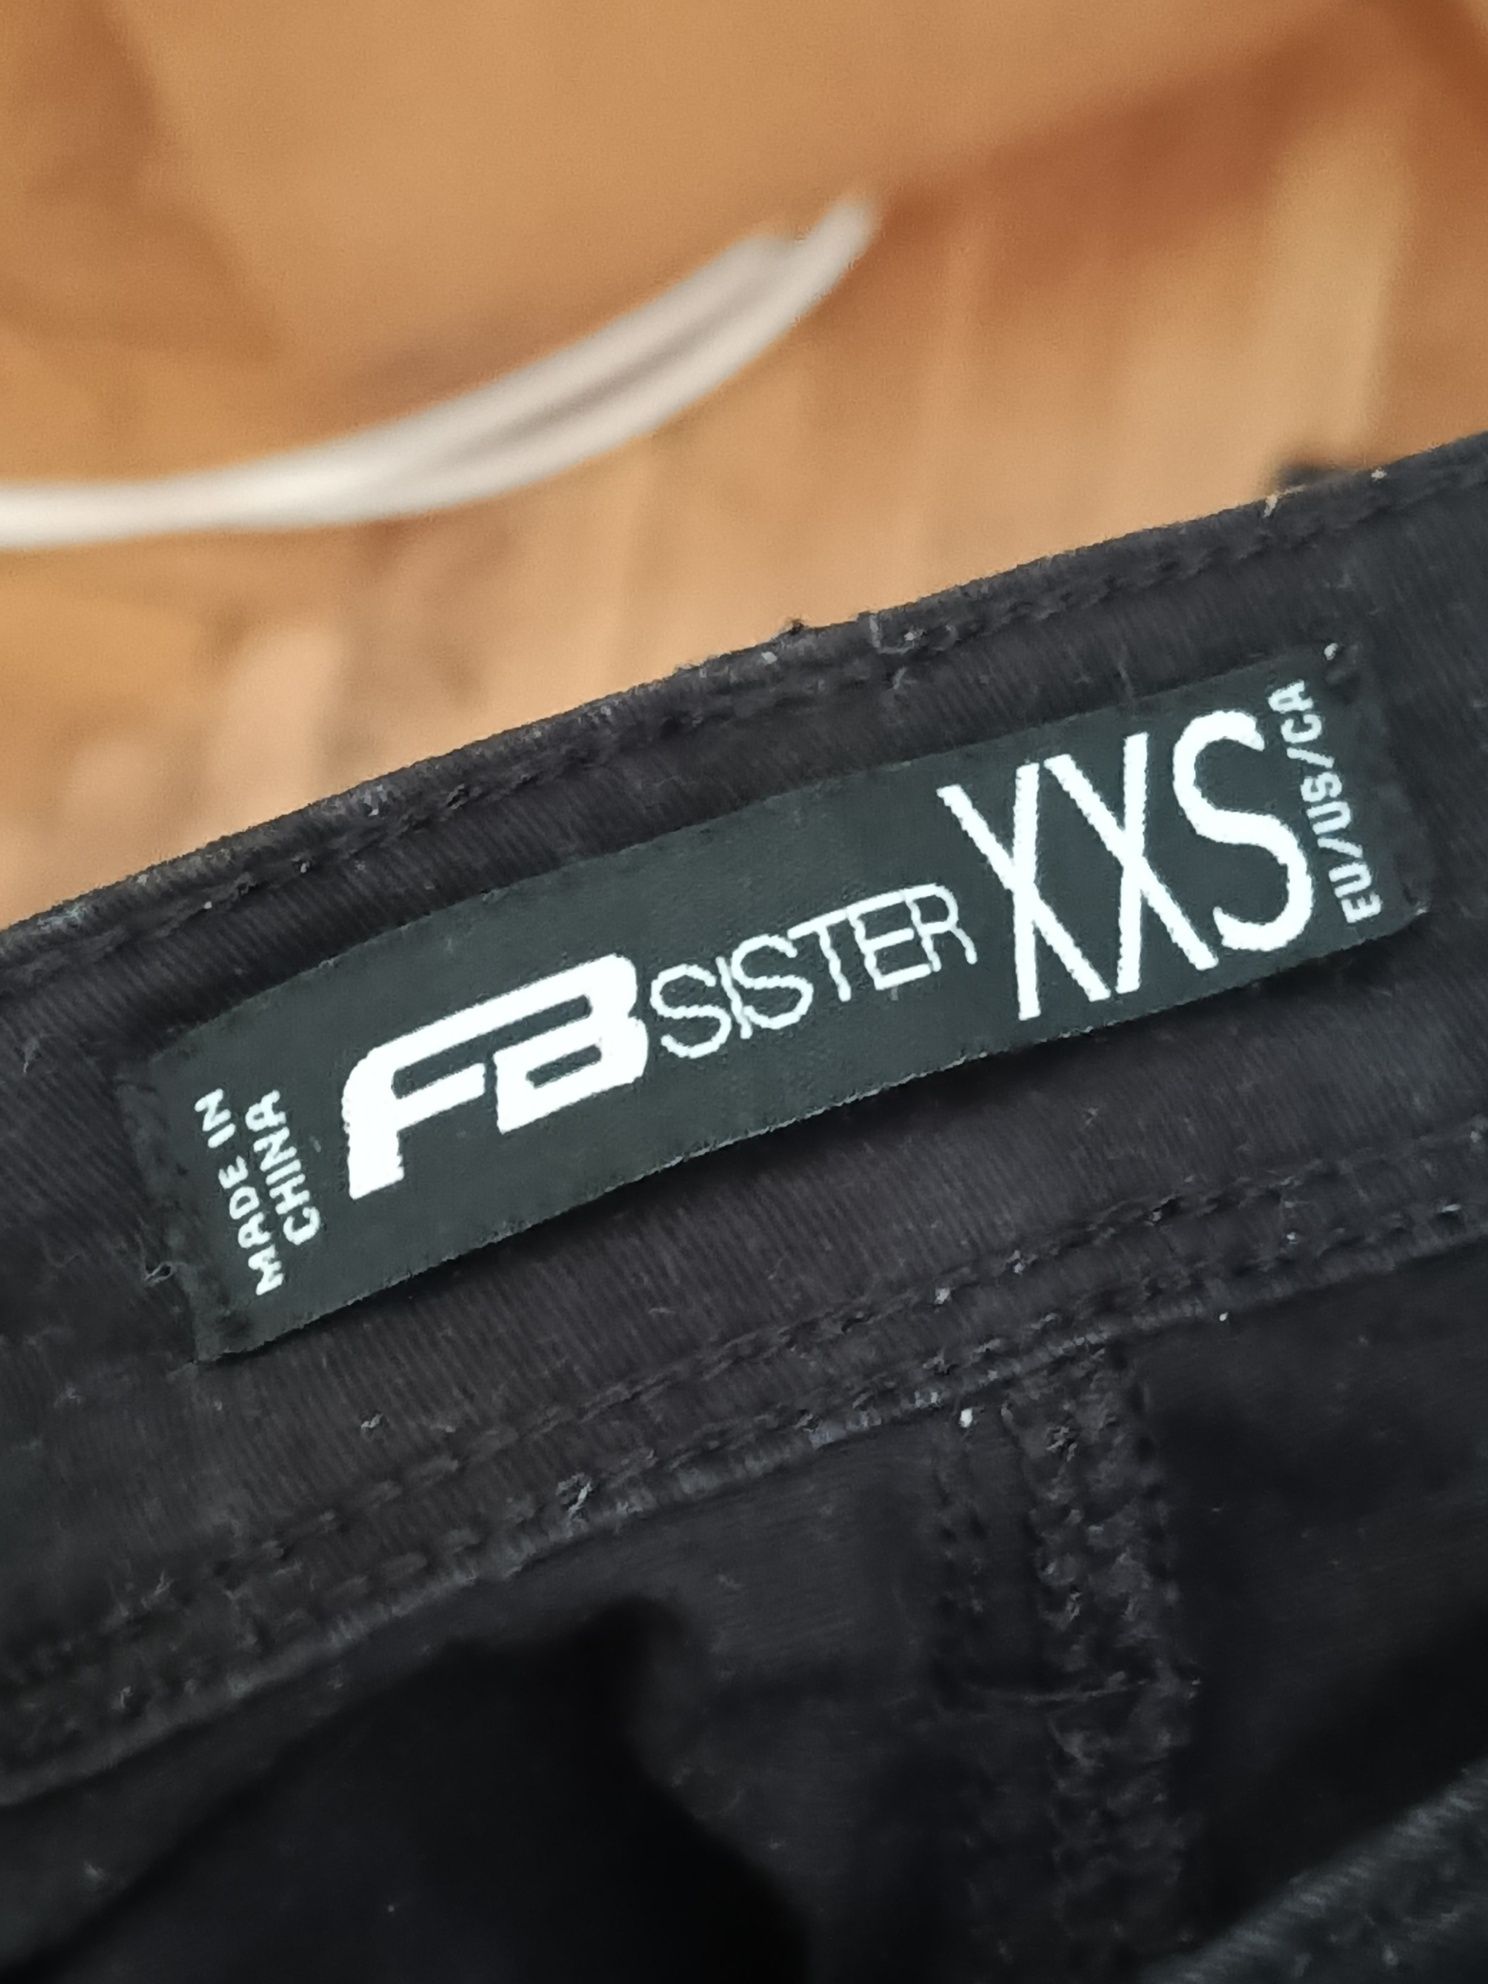 MADE IN
CHINA
FB SISTER
XXS
EU/US/CA